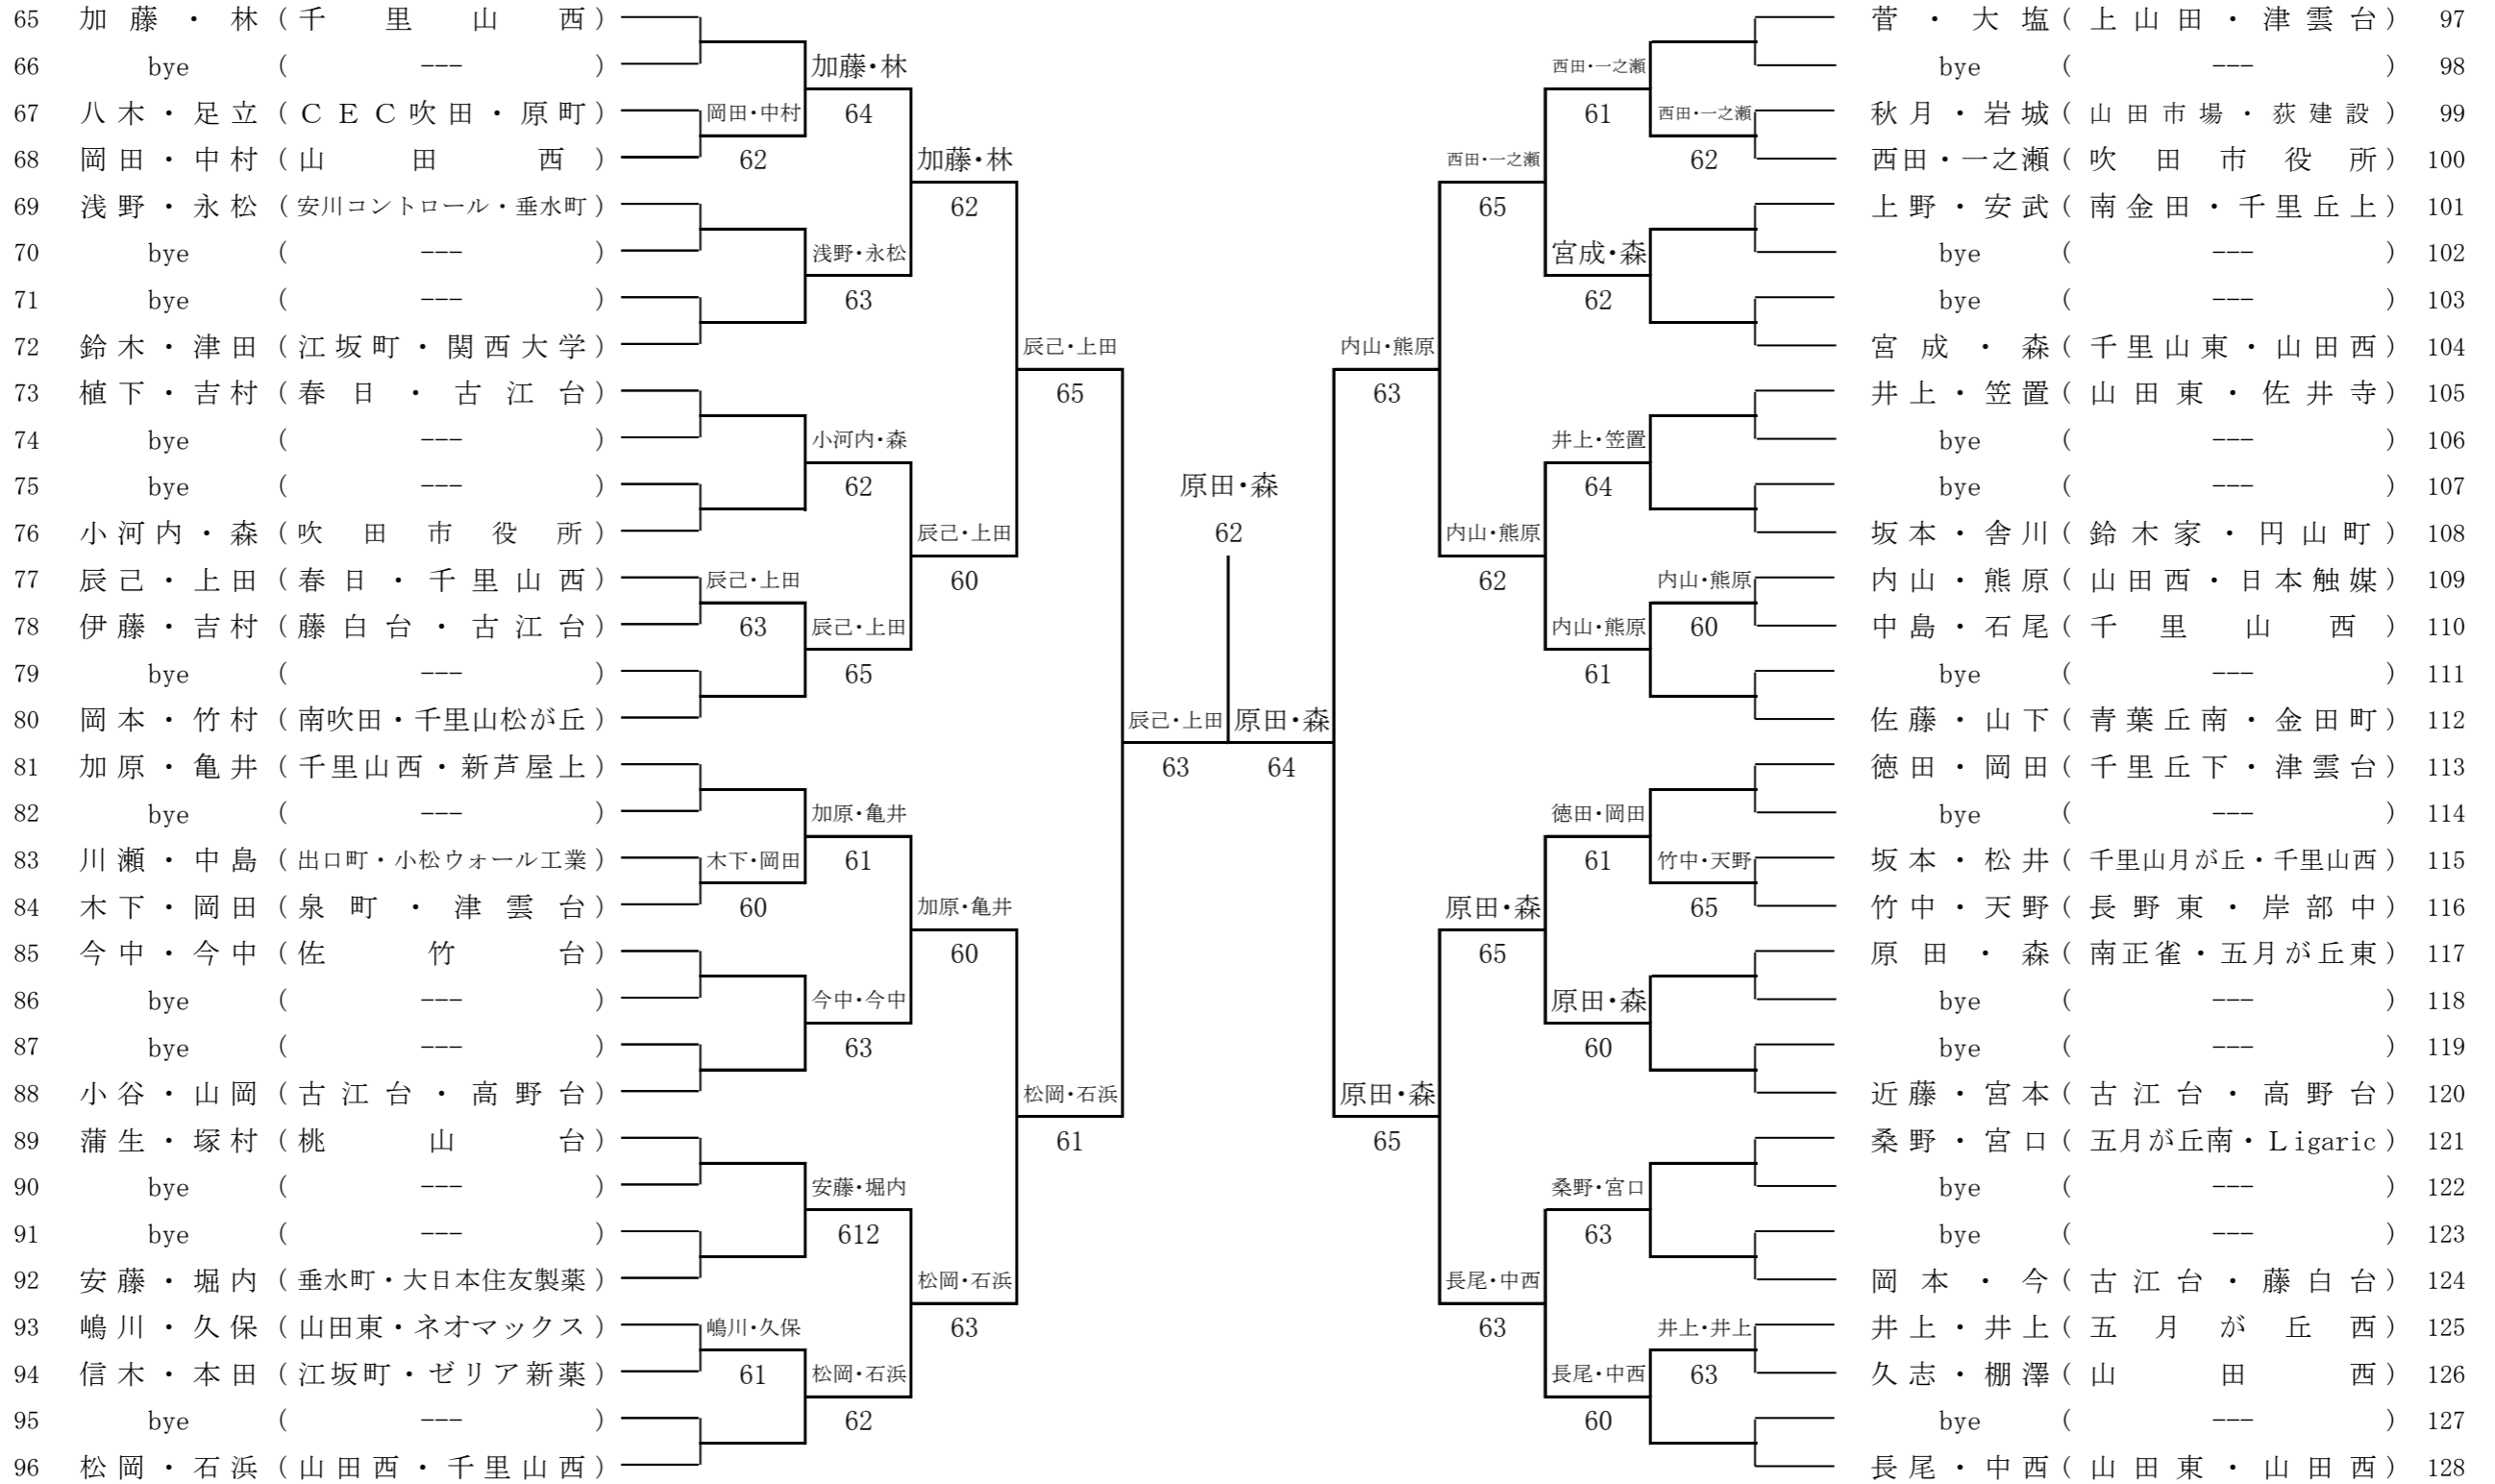 65 加藤・林 (千里山西)
66 bye ( --- )
67 八木・足立 (CEC吹田・原町)
68 岡田・中村 (山田西)
69 浅野・永松 (安川コントロール・垂水町)
70 bye ( --- )
71 bye ( --- )
72 鈴木・津田 (江坂町・関西大学)
73 植下・吉村 (春日・古江台)
74 bye ( --- )
75 bye ( --- )
76 小河内・森 (吹田市役所)
77 辰己・上田 (春日・千里山西)
78 伊藤・吉村 (藤白台・古江台)
79 bye ( --- )
80 岡本・竹村 (南吹田・千里山松が丘)
81 加原・亀井 (千里山西・新芦屋上)
82 bye ( --- )
83 川瀬・中島 (出口町・小松ウォール工業)
84 木下・岡田 (泉町・津雲台)
85 今中・今中 (佐竹台)
86 bye ( --- )
87 bye ( --- )
88 小谷・山岡 (古江台・高野台)
89 蒲生・塚村 (桃山台)
90 bye ( --- )
91 bye ( --- )
92 安藤・堀内 (垂水町・大日本住友製薬)
93 嶋川・久保 (山田東・ネオマックス)
94 信木・本田 (江坂町・ゼリア新薬)
95 bye ( --- )
96 松岡・石浜 (山田西・千里山西)
岡田・中村
62
辰己・上田
63
木下・岡田
60
嶋川・久保
61
加藤・林
64
浅野・永松
63
小河内・森
62
辰己・上田
65
加原・亀井
61
今中・今中
63
安藤・堀内
612
松岡・石浜
62
加藤・林
62
辰己・上田
60
加原・亀井
60
松岡・石浜
63
辰己・上田
65
松岡・石浜
61
辰己・上田
63
原田・森
62
原田・森
64
内山・熊原
63
原田・森
65
西田・一之瀬
65
内山・熊原
62
原田・森
65
長尾・中西
63
西田・一之瀬
61
宮成・森
62
井上・笠置
64
内山・熊原
61
徳田・岡田
61
原田・森
60
桑野・宮口
63
長尾・中西
60
西田・一之瀬
62
内山・熊原
60
竹中・天野
65
井上・井上
63
菅・大塩 (上山田・津雲台) 97
bye ( --- ) 98
秋月・岩城 (山田市場・荻建設) 99
西田・一之瀬 (吹田市役所) 100
上野・安武 (南金田・千里丘上) 101
bye ( --- ) 102
bye ( --- ) 103
宮成・森 (千里山東・山田西) 104
井上・笠置 (山田東・佐井寺) 105
bye ( --- ) 106
bye ( --- ) 107
坂本・舎川 (鈴木家・円山町) 108
内山・熊原 (山田西・日本触媒) 109
中島・石尾 (千里山西) 110
bye ( --- ) 111
佐藤・山下 (青葉丘南・金田町) 112
徳田・岡田 (千里丘下・津雲台) 113
bye ( --- ) 114
坂本・松井 (千里山月が丘・千里山西) 115
竹中・天野 (長野東・岸部中) 116
原田・森 (南正雀・五月が丘東) 117
bye ( --- ) 118
bye ( --- ) 119
近藤・宮本 (古江台・高野台) 120
桑野・宮口 (五月が丘南・Ligaric) 121
bye ( --- ) 122
bye ( --- ) 123
岡本・今 (古江台・藤白台) 124
井上・井上 (五月が丘西) 125
久志・棚澤 (山田西) 126
bye ( --- ) 127
長尾・中西 (山田東・山田西) 128